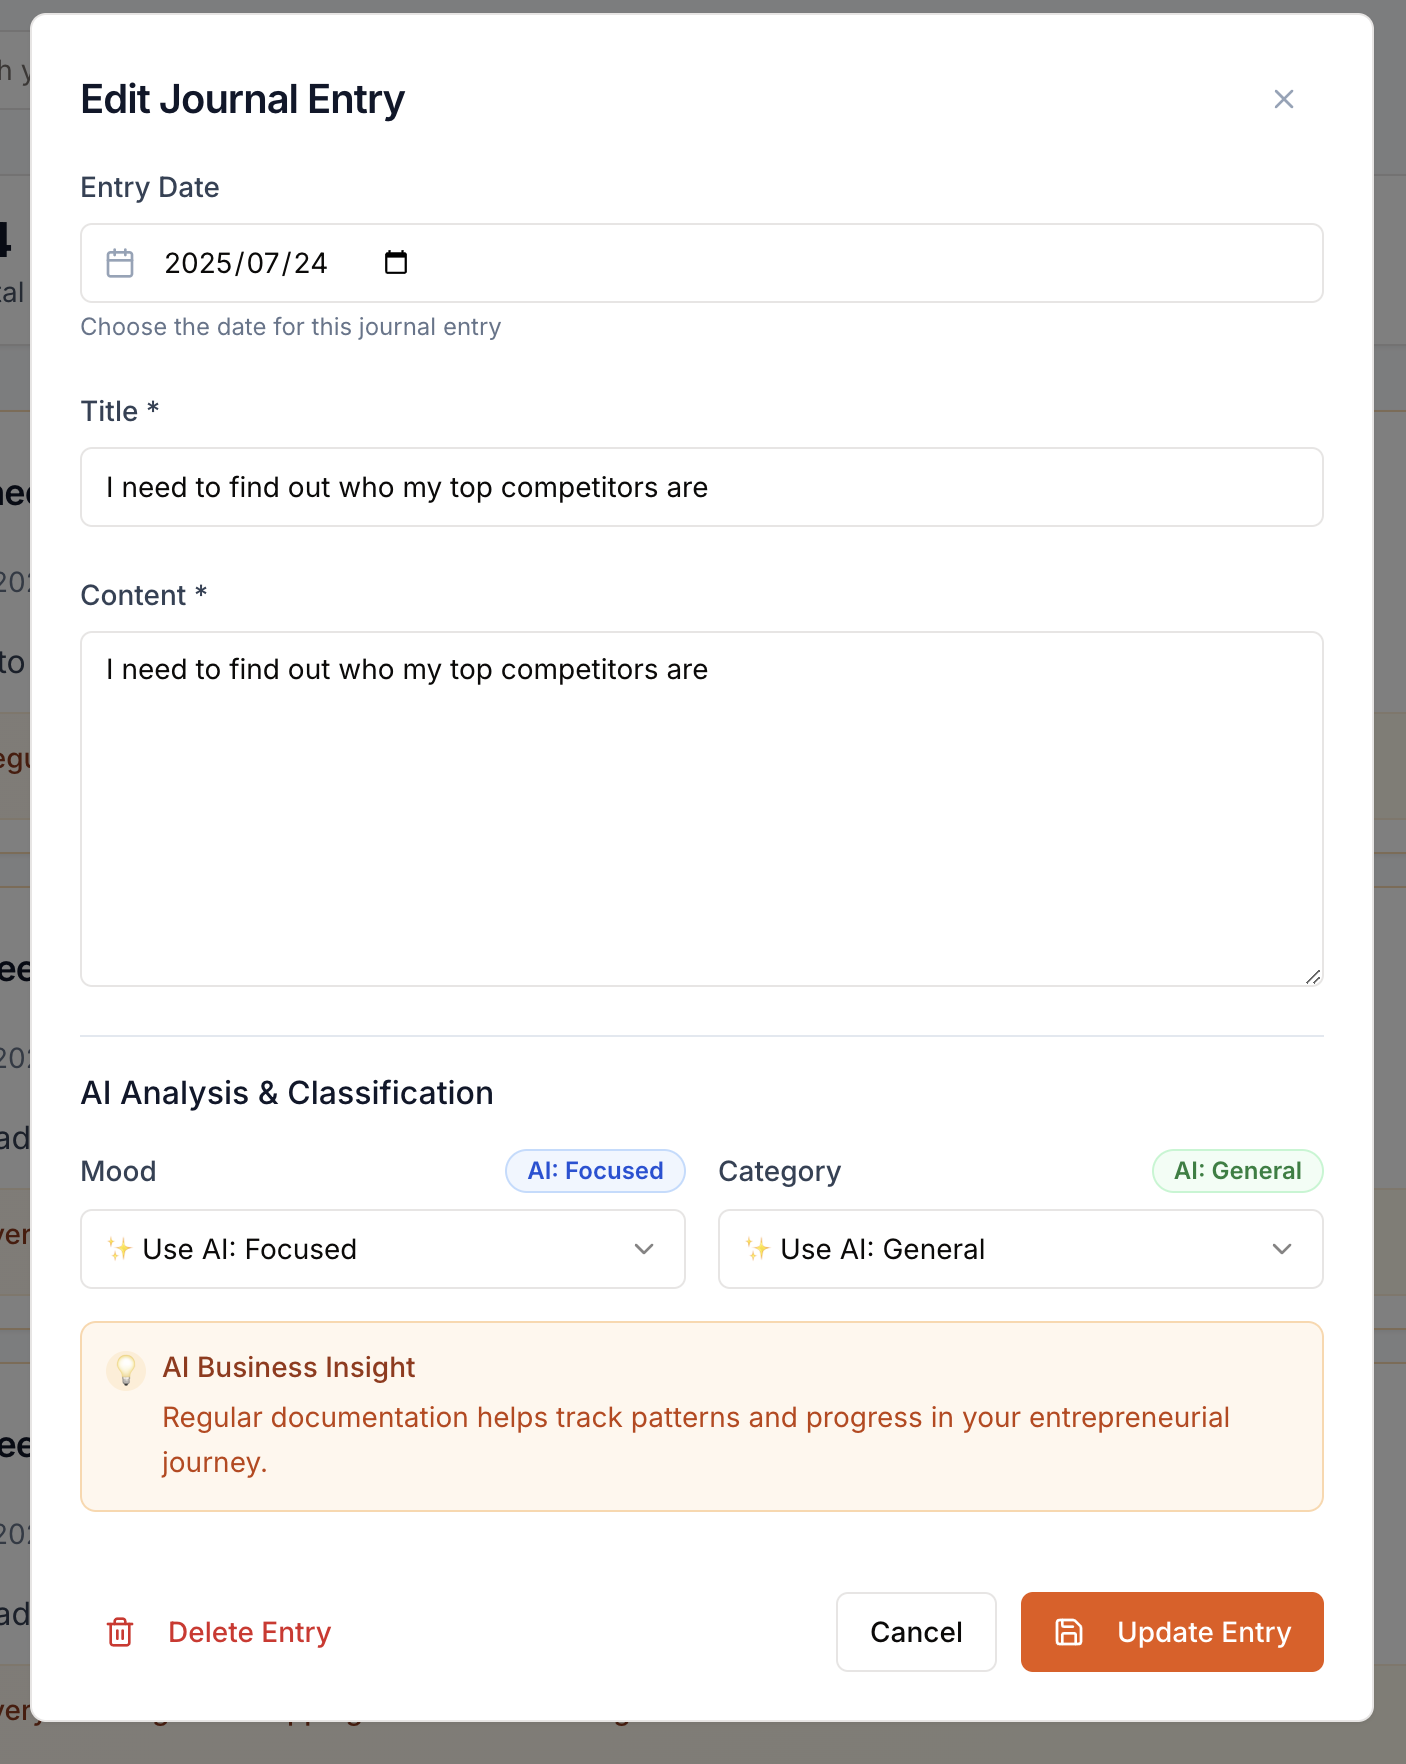 Edit Journal Entry
Entry Date
2025/07/24
Choose the date for this journal entry
Title *
I need to find out who my top competitors are
Content *
I need to find out who my top competitors are
AI Analysis & Classification
Mood
AI: Focused
Category
AI: General
✨ Use AI: Focused
✨ Use AI: General
AI Business Insight
Regular documentation helps track patterns and progress in your entrepreneurial
journey.
Delete Entry
Cancel
Update Entry